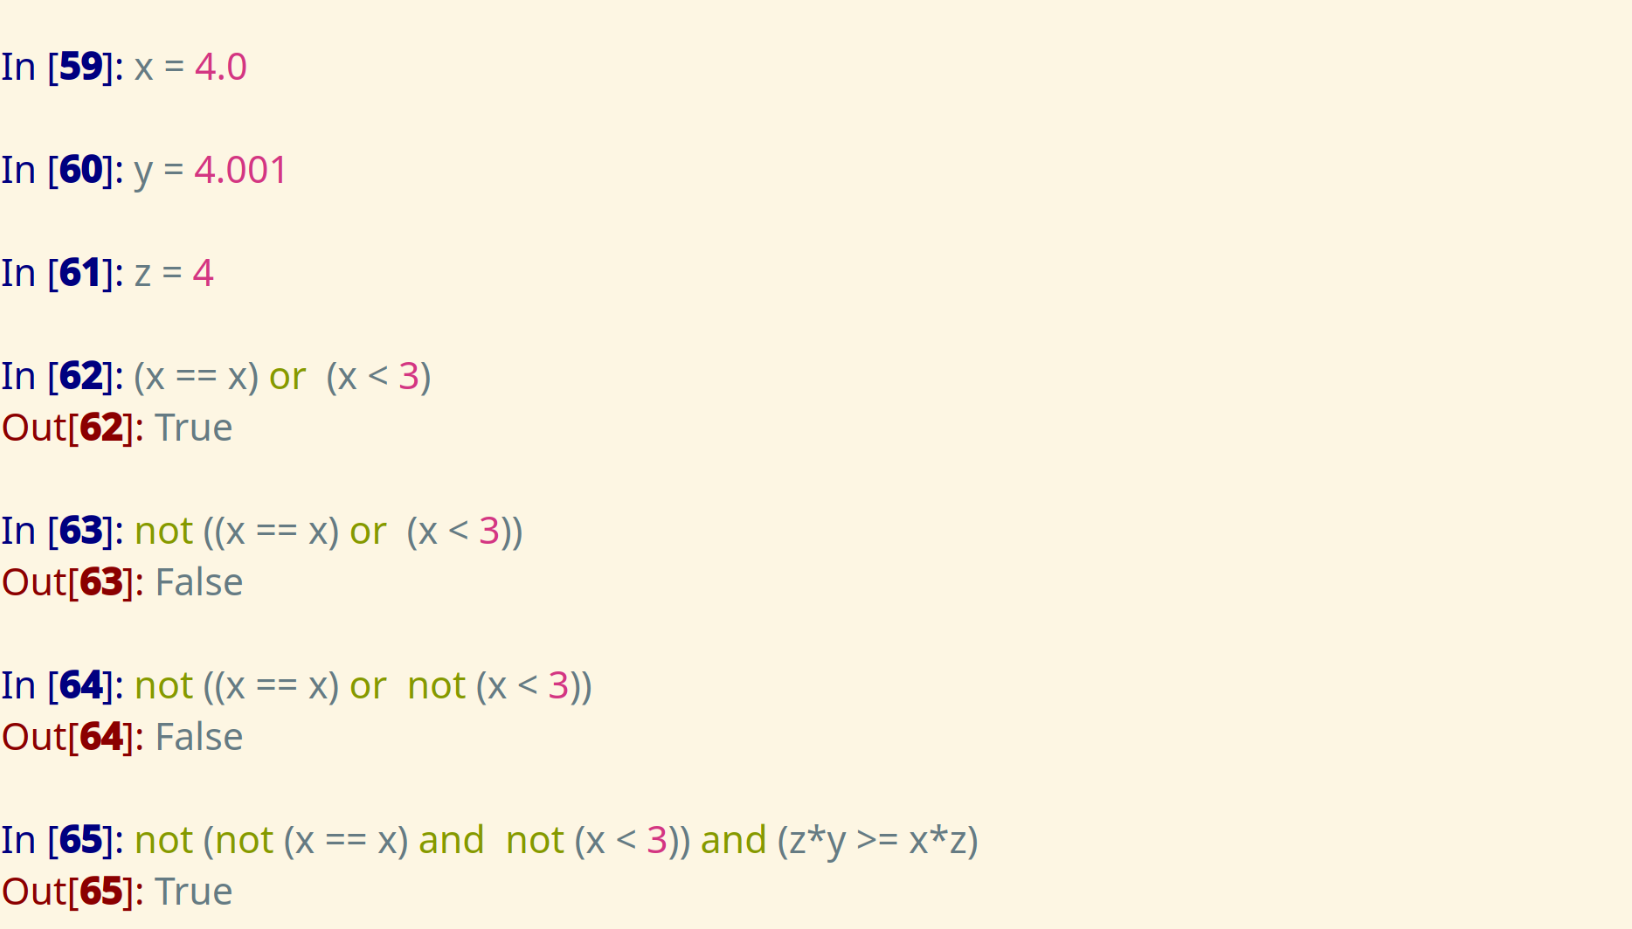 In [59]: x = 4.0
In [60]: y = 4.001
In [61]: z = 4
In [62]: (x == x) or  (x < 3)
Out[62]: True
In [63]: not ((x == x) or  (x < 3))
Out[63]: False
In [64]: not ((x == x) or  not (x < 3))
Out[64]: False
In [65]: not (not (x == x) and  not (x < 3)) and (z*y >= x*z)
Out[65]: True